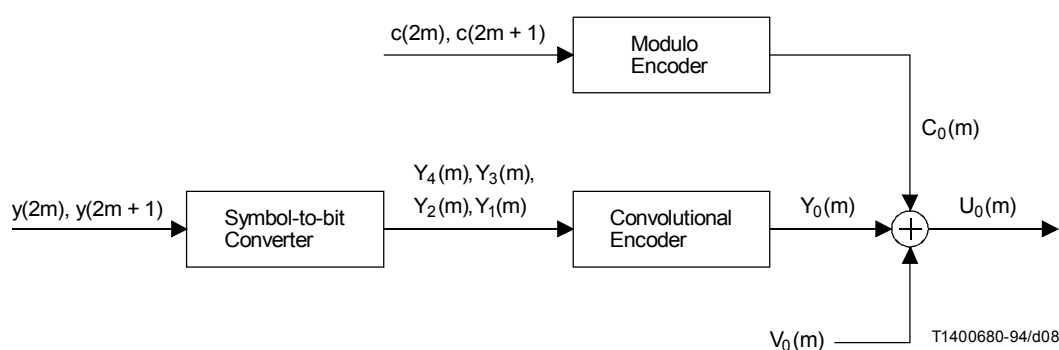 c(2m), c(2m + 1)
Modulo
Encoder
C₀(m)
y(2m), y(2m + 1)
Symbol-to-bit
Converter
Y₄(m), Y₃(m),
Y₂(m), Y₁(m)
Convolutional
Encoder
Y₀(m)
U₀(m)
V₀(m)
T1400680-94/d08